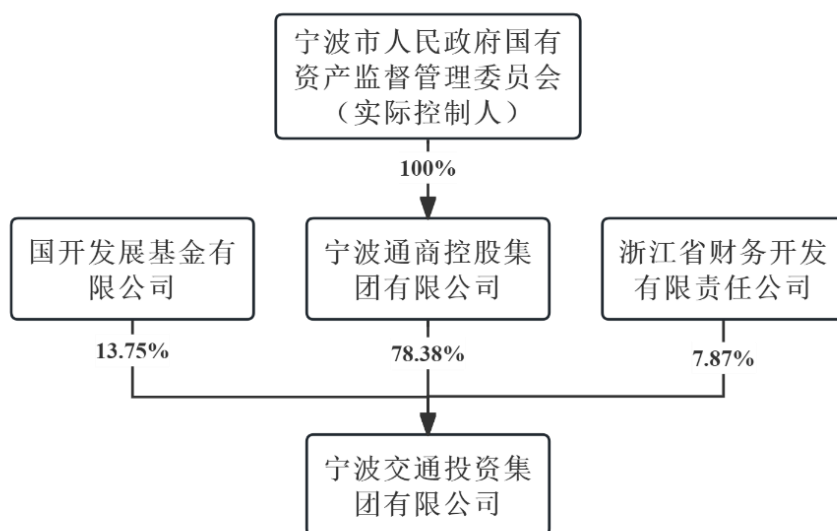 宁波市人民政府国有
资产监督管理委员会
（实际控制人）
100%
国开发展基金有
限公司
宁波通商控股集
团有限公司
浙江省财务开发
有限责任公司
13.75%
78.38%
7.87%
宁波交通投资集
团有限公司